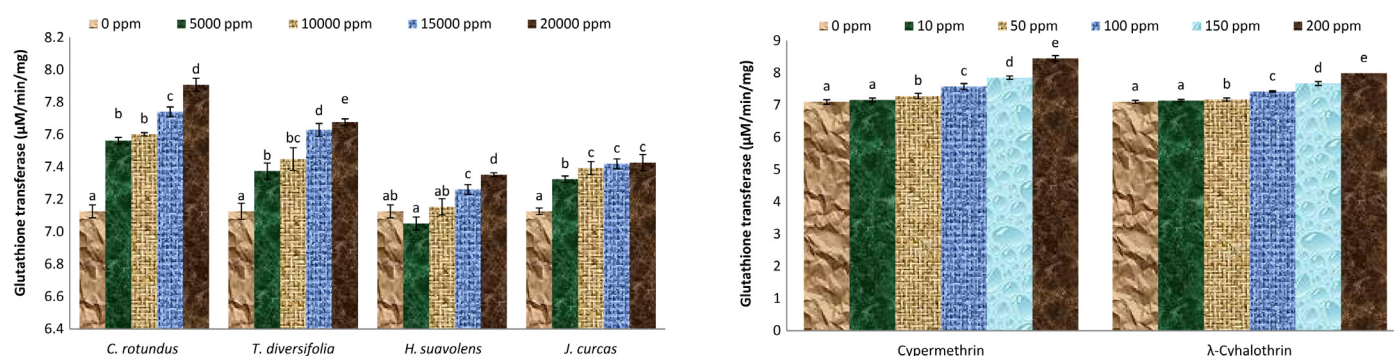 0 ppm 5000 ppm 10000 ppm 15000 ppm 20000 ppm
Glutathione transferase (µM/min/mg)
8.2
8.0
7.8
7.6
7.4
7.2
7.0
6.8
6.6
6.4
a b b c d
a b bc d e
ab a ab c d
a b c c c
C. rotundus T. diversifolia H. suavolens J. curcas
0 ppm 10 ppm 50 ppm 100 ppm 150 ppm 200 ppm
Glutathione transferase (µM/min/mg)
9
8
7
6
5
4
3
2
1
0
a a b c d e
a a b c d e
Cypermethrin λ-Cyhalothrin